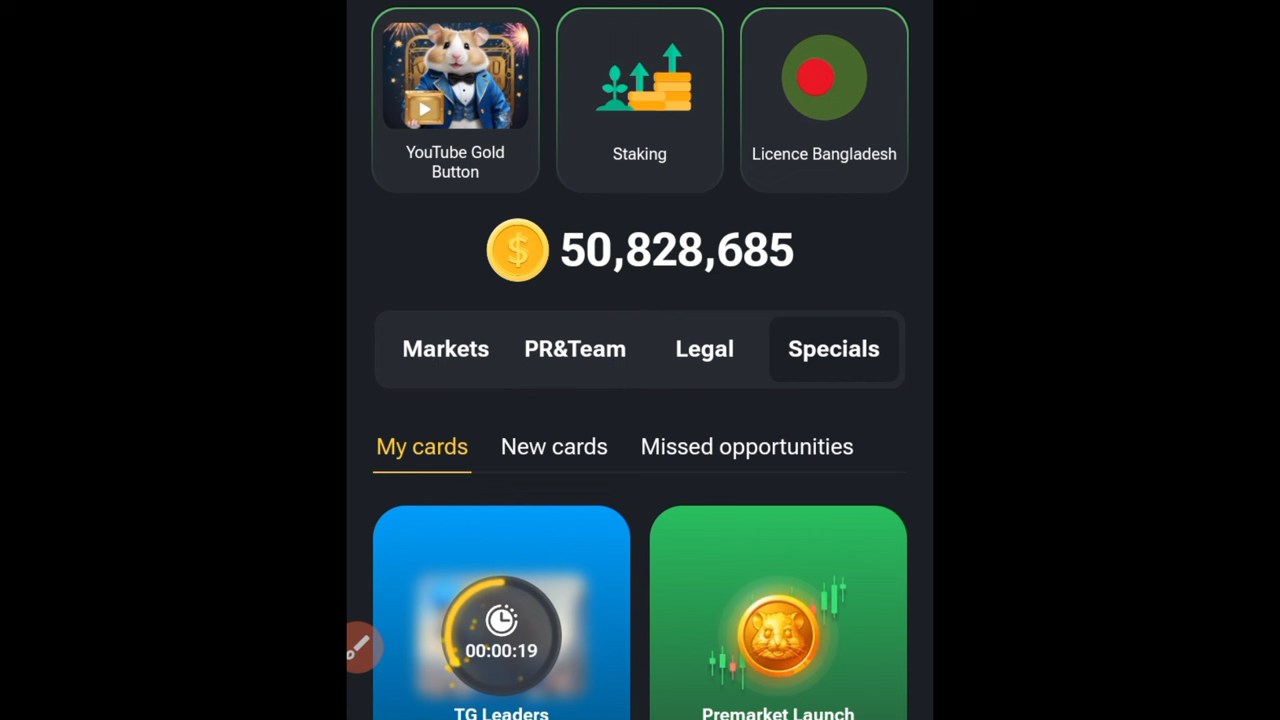 YouTube Gold
Button
Staking
Licence Bangladesh
50,828,685
Markets PR&Team Legal Specials
My cards New cards Missed opportunities
00:00:19
TG Leaders
Premarket Launch